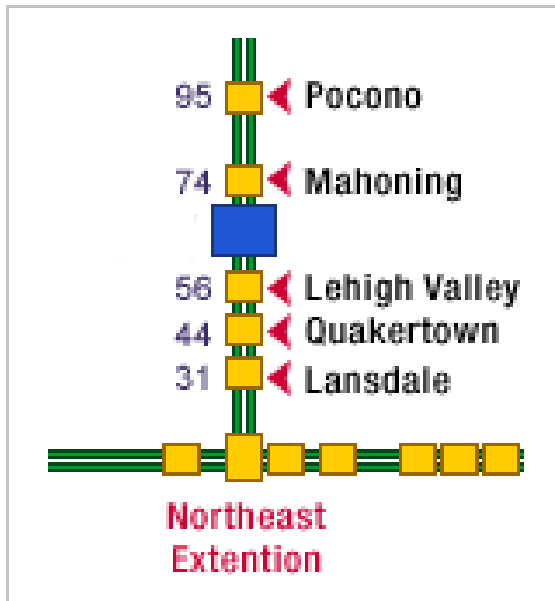 95 Pocono
74 Mahoning
56 Lehigh Valley
44 Quakertown
31 Lansdale
Northeast
Extention